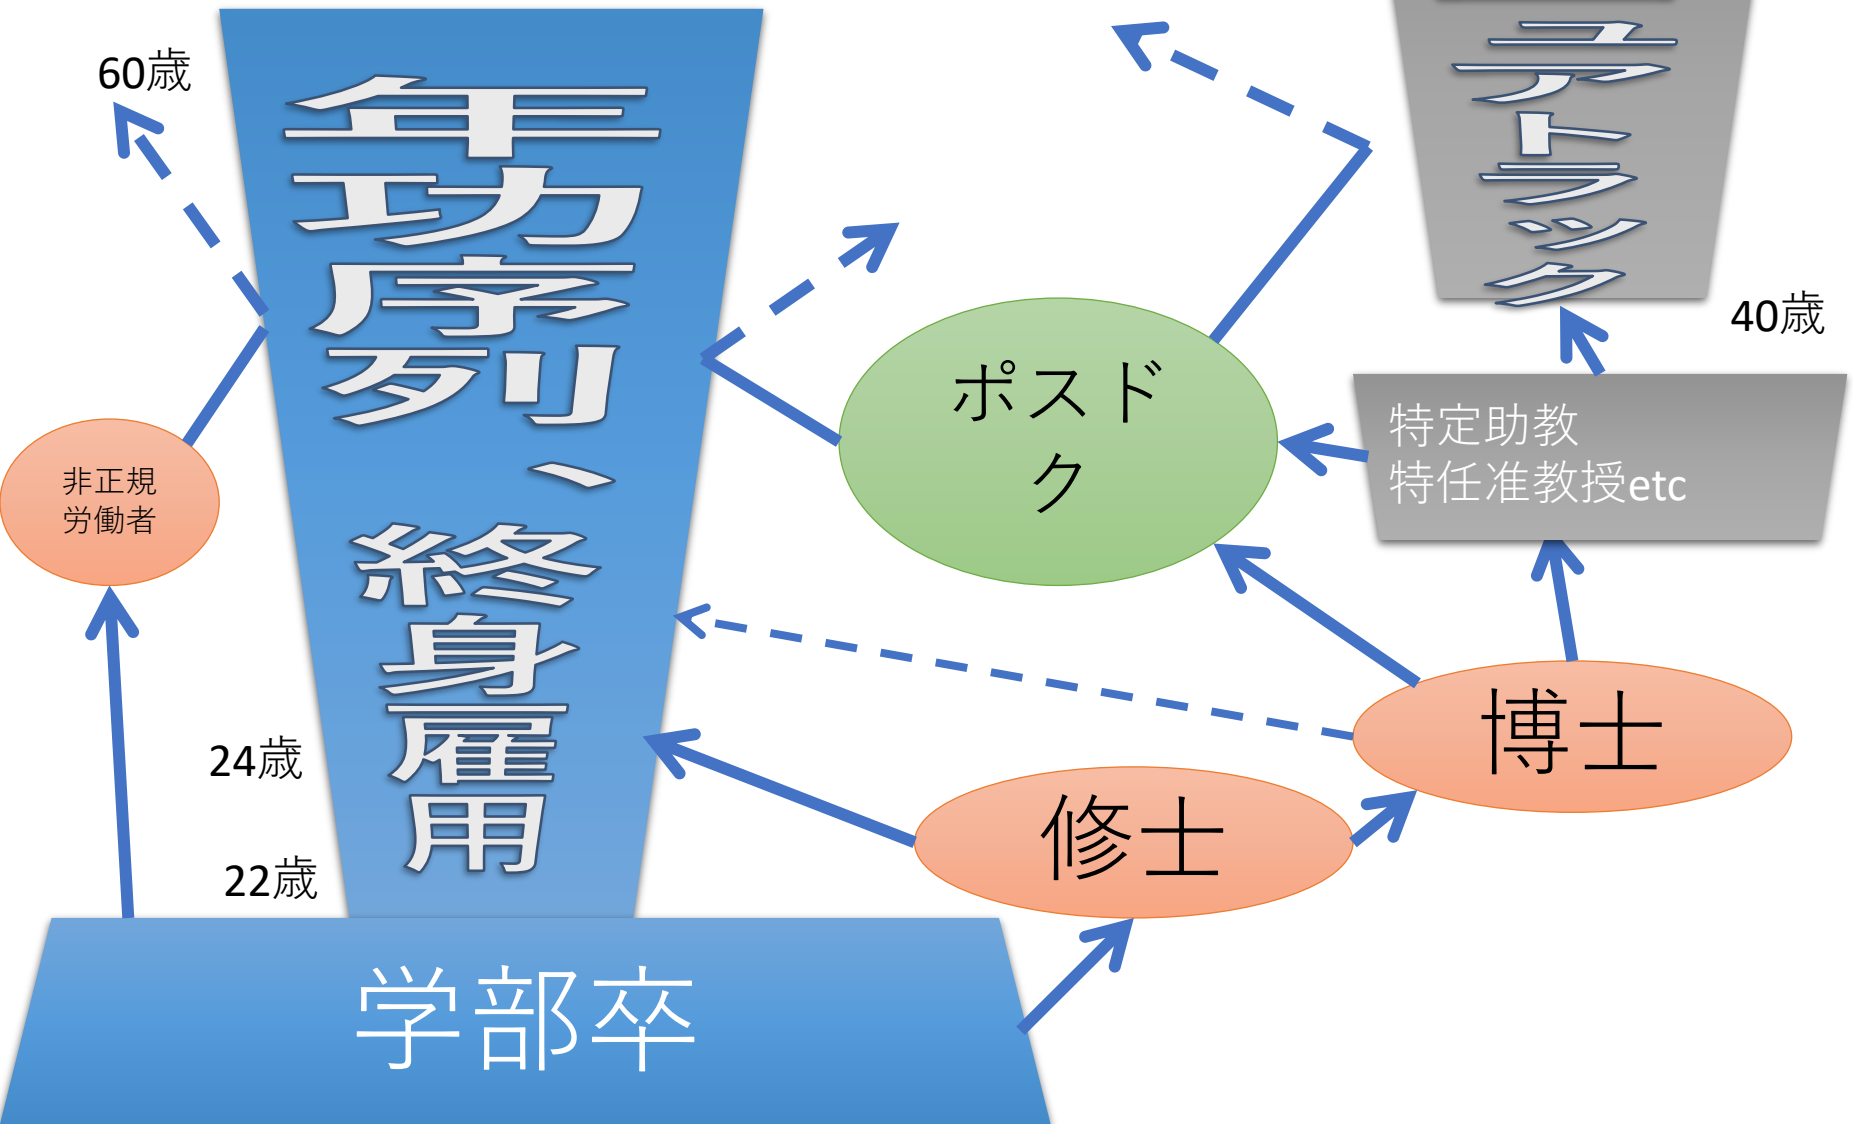 60歳
年功序列、終身雇用
ニアトラック
40歳
ポスド
ク
特定助教
特任准教授etc
非正規
労働者
博士
24歳
修士
22歳
学部卒